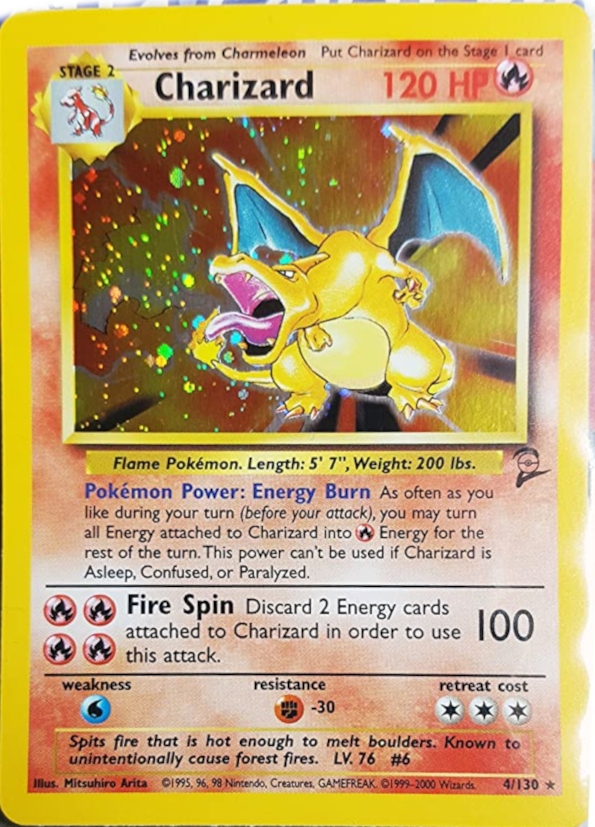 Evolves from Charmeleon Put Charizard on the Stage 1 card
STAGE 2
Charizard 120 HP
Flame Pokémon. Length: 5' 7", Weight: 200 lbs.
Pokémon Power: Energy Burn As often as you
like during your turn (before your attack), you may turn
all Energy attached to Charizard into Energy for the
rest of the turn. This power can't be used if Charizard is
Asleep, Confused, or Paralyzed.
Fire Spin Discard 2 Energy cards
attached to Charizard in order to use
this attack.
100
weakness resistance retreat cost
-30
Spits fire that is hot enough to melt boulders. Known to
unintentionally cause forest fires. LV. 76 #6
Illus. Mitsuhiro Arita ©1995, 96, 98 Nintendo, Creatures, GAMEFREAK. ©1999-2000 Wizards. 4/130 ★